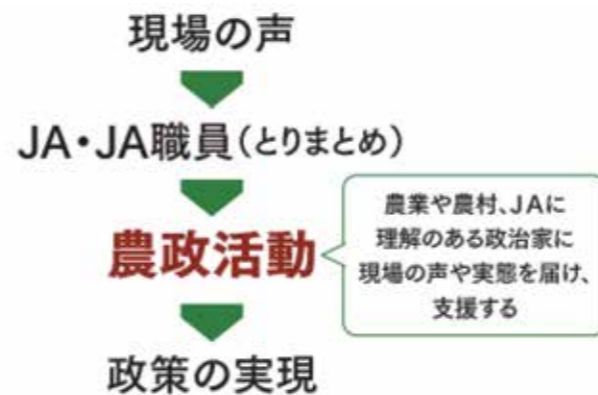 現場の声
JA・JA職員(とりまとめ)
農政活動
農業や農村、JAに
理解のある政治家に
現場の声や実態を届け、
支援する
政策の実現